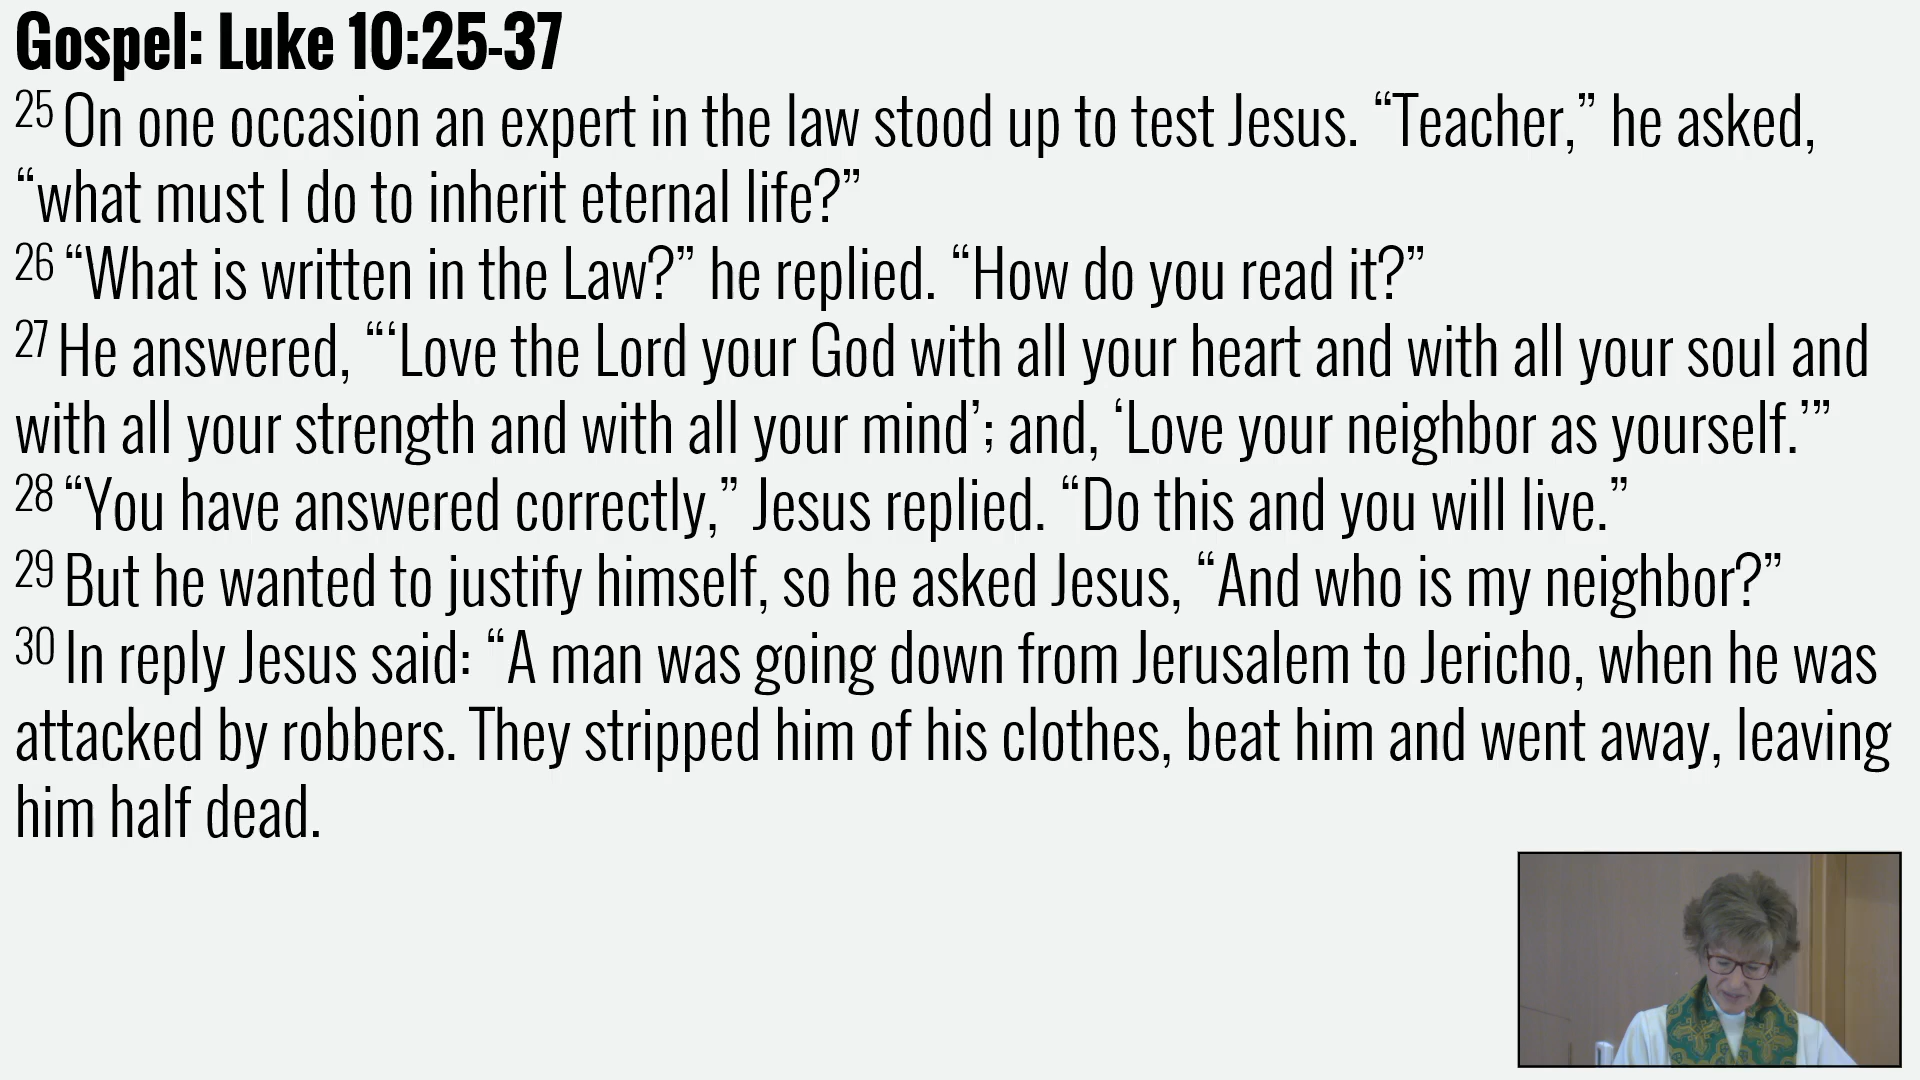 Gospel: Luke 10:25-37
25 On one occasion an expert in the law stood up to test Jesus. “Teacher,” he asked,
“what must I do to inherit eternal life?”
26 “What is written in the Law?” he replied. “How do you read it?”
27 He answered, “‘Love the Lord your God with all your heart and with all your soul and
with all your strength and with all your mind’; and, ‘Love your neighbor as yourself.’”
28 “You have answered correctly,” Jesus replied. “Do this and you will live.”
29 But he wanted to justify himself, so he asked Jesus, “And who is my neighbor?”
30 In reply Jesus said: “A man was going down from Jerusalem to Jericho, when he was
attacked by robbers. They stripped him of his clothes, beat him and went away, leaving
him half dead.